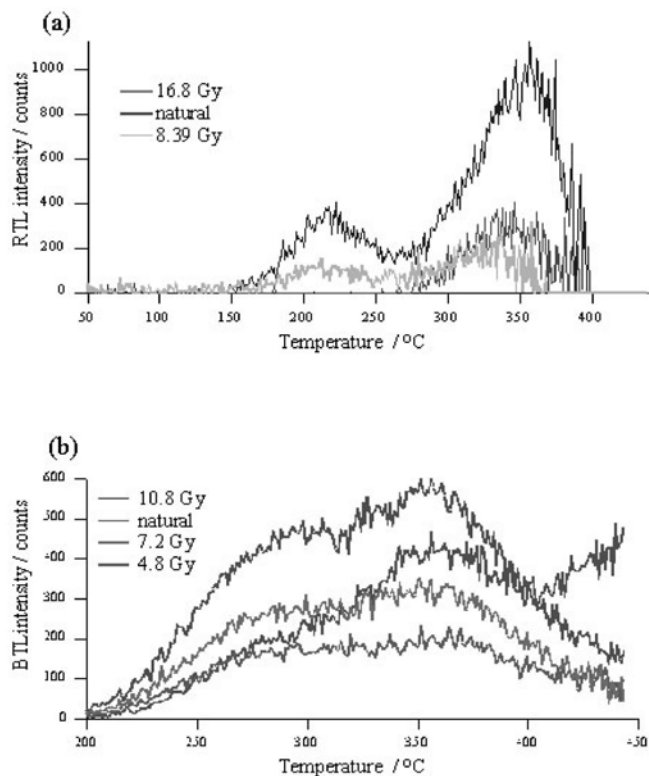 (a)
1000
800
600
400
200
0
RTL intensity / counts
16.8 Gy
natural
8.39 Gy
50
100
150
200
250
300
350
400
Temperature / °C
(b)
600
500
400
300
200
100
0
BTL intensity / counts
10.8 Gy
natural
7.2 Gy
4.8 Gy
200
250
300
350
400
450
Temperature / °C